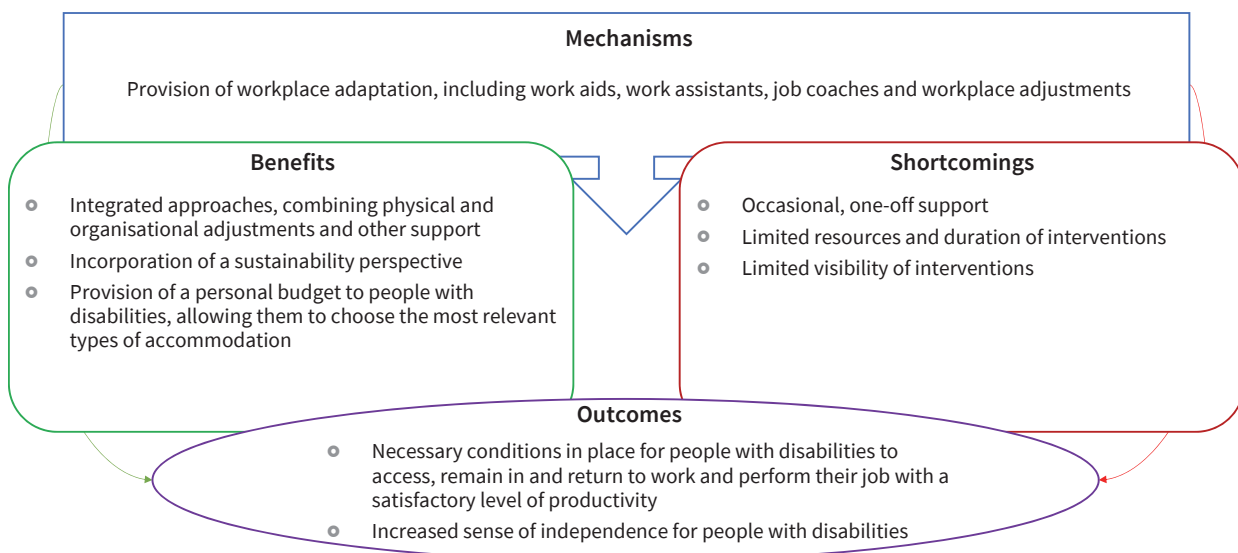 Mechanisms
Provision of workplace adaptation, including work aids, work assistants, job coaches and workplace adjustments
Benefits
Integrated approaches, combining physical and
organisational adjustments and other support
Incorporation of a sustainability perspective
Provision of a personal budget to people with
disabilities, allowing them to choose the most relevant
types of accommodation
Shortcomings
Occasional, one-off support
Limited resources and duration of interventions
Limited visibility of interventions
Outcomes
Necessary conditions in place for people with disabilities to
access, remain in and return to work and perform their job with a
satisfactory level of productivity
Increased sense of independence for people with disabilities